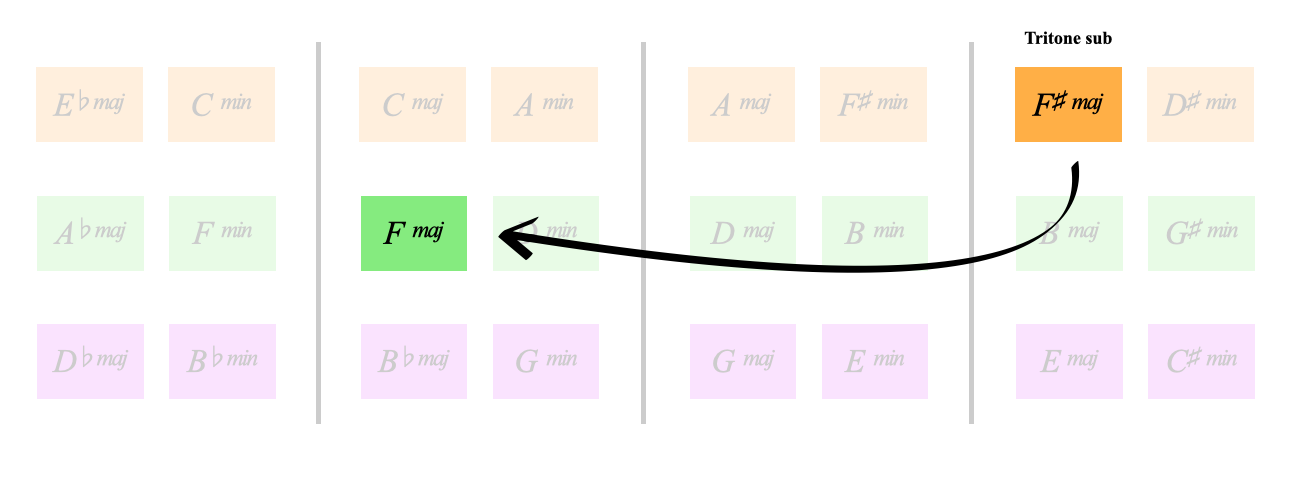 Tritone sub
E♭ maj C min C maj A min A maj F♯ min F♯ maj D♯ min
A♭ maj F min F maj D min D maj B min B maj G♯ min
D♭ maj B♭ min B♭ maj G min G maj E min E maj C♯ min